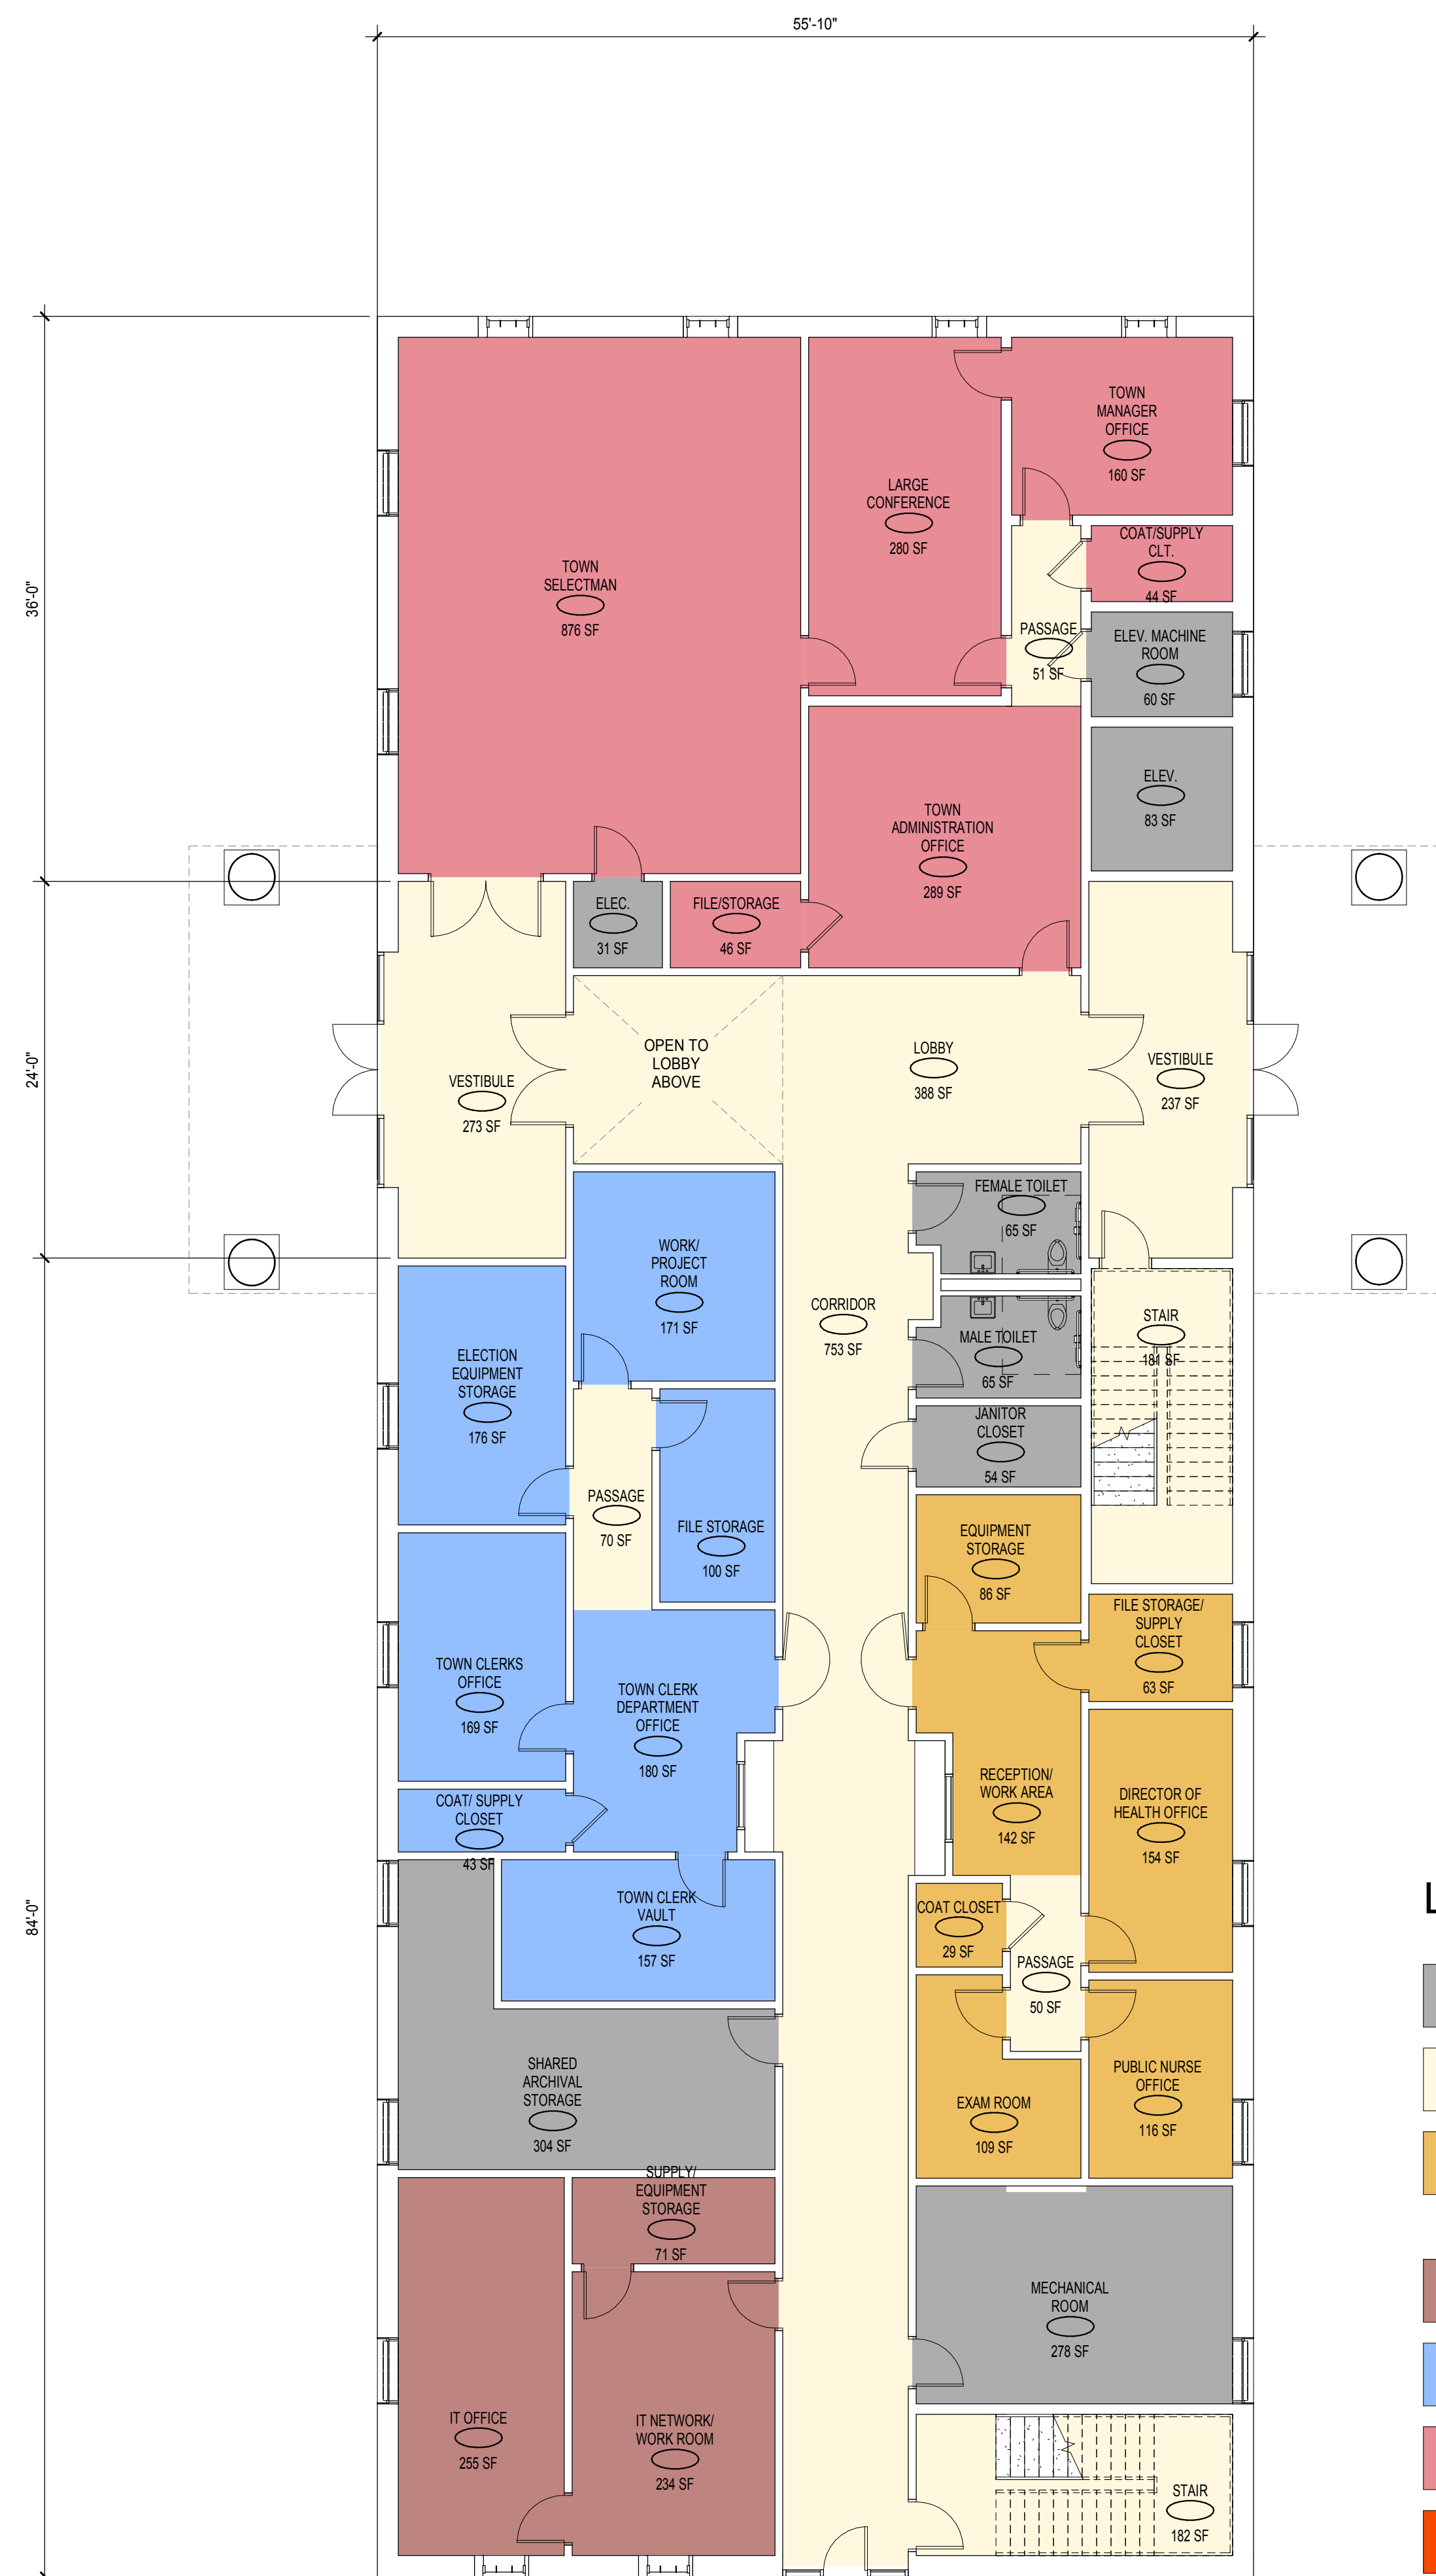 55'-10"
36'-0"
24'-0"
84'-0"
TOWN
MANAGER
OFFICE
160 SF
LARGE
CONFERENCE
280 SF
COAT/SUPPLY
CLT.
44 SF
TOWN
SELECTMAN
876 SF
PASSAGE
51 SF
ELEV. MACHINE
ROOM
60 SF
ELEV.
83 SF
TOWN
ADMINISTRATION
OFFICE
289 SF
ELEC.
31 SF
FILE/STORAGE
46 SF
OPEN TO
LOBBY
ABOVE
LOBBY
388 SF
VESTIBULE
273 SF
VESTIBULE
237 SF
FEMALE TOILET
65 SF
WORK/
PROJECT
ROOM
171 SF
CORRIDOR
753 SF
MALE TOILET
65 SF
STAIR
181 SF
ELECTION
EQUIPMENT
STORAGE
176 SF
JANITOR
CLOSET
54 SF
PASSAGE
70 SF
FILE STORAGE
100 SF
EQUIPMENT
STORAGE
86 SF
FILE STORAGE/
SUPPLY
CLOSET
63 SF
TOWN CLERKS
OFFICE
169 SF
TOWN CLERK
DEPARTMENT
OFFICE
180 SF
RECEPTION/
WORK AREA
142 SF
DIRECTOR OF
HEALTH OFFICE
154 SF
COAT/ SUPPLY
CLOSET
43 SF
TOWN CLERK
VAULT
157 SF
COAT CLOSET
29 SF
PASSAGE
50 SF
L
SHARED
ARCHIVAL
STORAGE
304 SF
EXAM ROOM
109 SF
PUBLIC NURSE
OFFICE
116 SF
SUPPLY/
EQUIPMENT
STORAGE
71 SF
MECHANICAL
ROOM
278 SF
IT OFFICE
255 SF
IT NETWORK/
WORK ROOM
234 SF
STAIR
182 SF